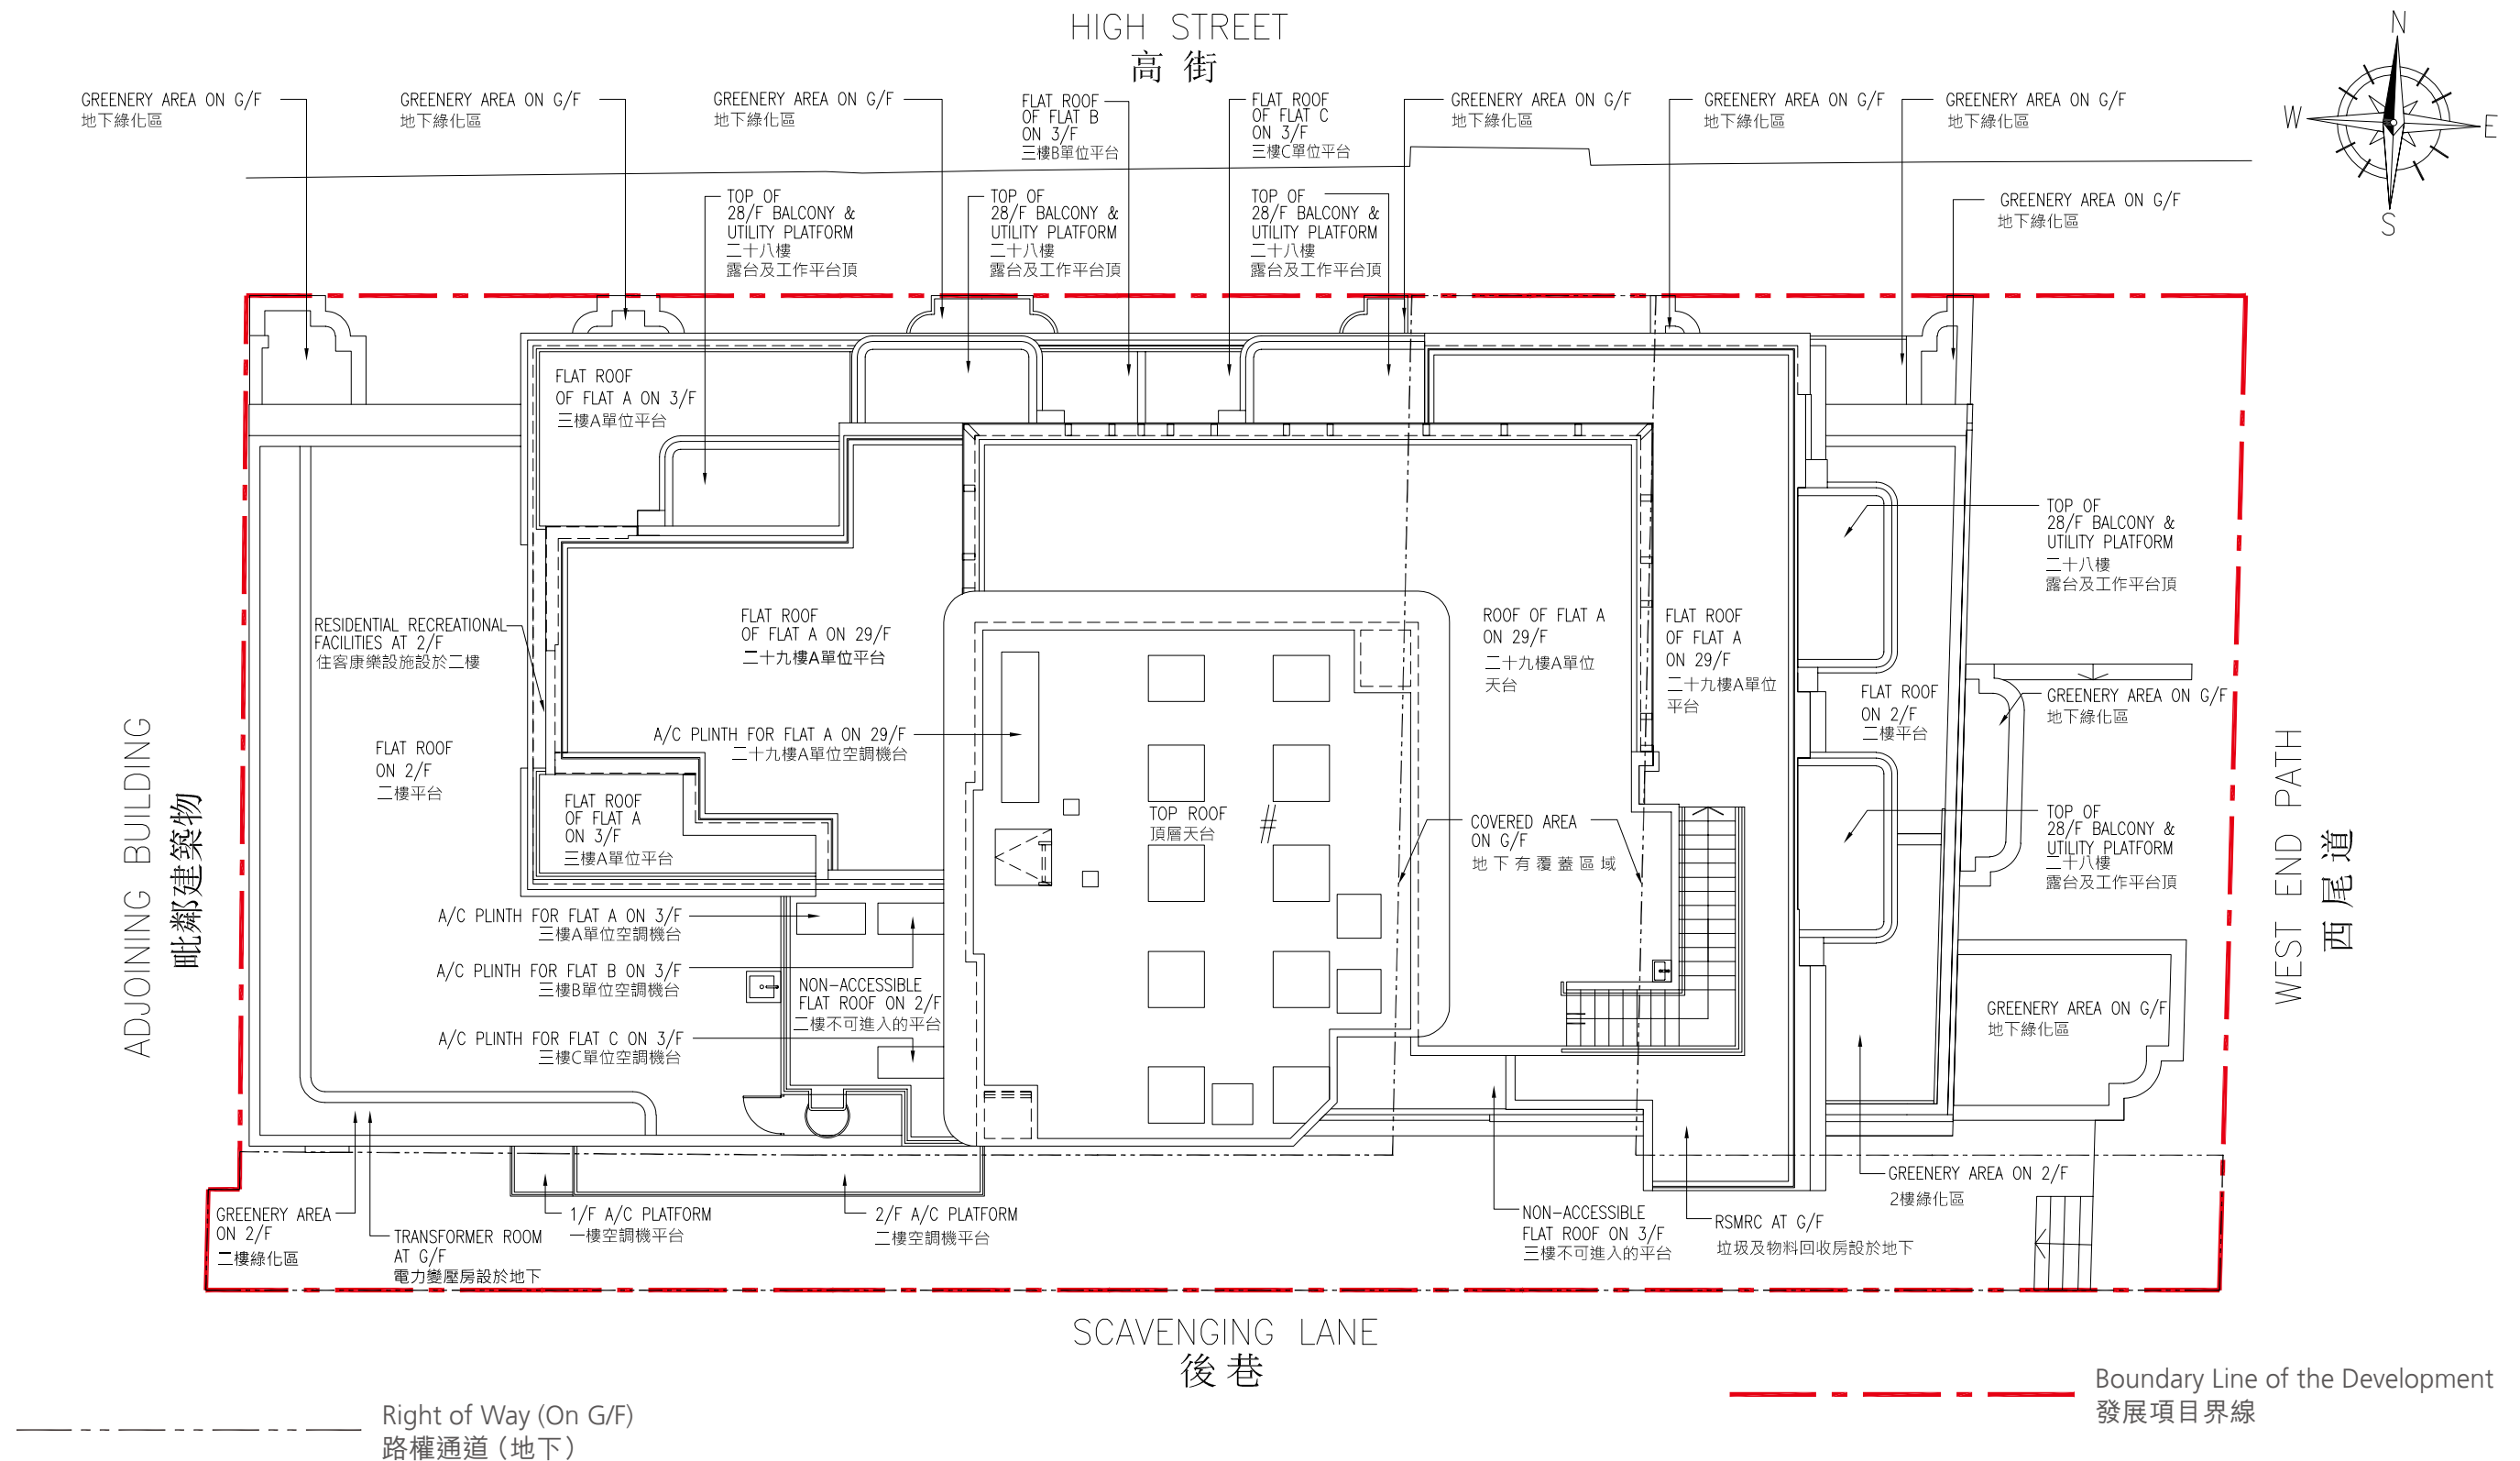 HIGH STREET
高街
N
W
E
S
GREENERY AREA ON G/F
地下綠化區
GREENERY AREA ON G/F
地下綠化區
GREENERY AREA ON G/F
地下綠化區
FLAT ROOF
OF FLAT B
ON 3/F
三樓B單位平台
FLAT ROOF
OF FLAT C
ON 3/F
三樓C單位平台
GREENERY AREA ON G/F
地下綠化區
GREENERY AREA ON G/F
地下綠化區
GREENERY AREA ON G/F
地下綠化區
TOP OF
28/F BALCONY &
UTILITY PLATFORM
二十八樓
露台及工作平台頂
TOP OF
28/F BALCONY &
UTILITY PLATFORM
二十八樓
露台及工作平台頂
TOP OF
28/F BALCONY &
UTILITY PLATFORM
二十八樓
露台及工作平台頂
GREENERY AREA ON G/F
地下綠化區
FLAT ROOF
OF FLAT A ON 3/F
三樓A單位平台
TOP OF
28/F BALCONY &
UTILITY PLATFORM
二十八樓
露台及工作平台頂
RESIDENTIAL RECREATIONAL
FACILITIES AT 2/F
住客康樂設施設於二樓
FLAT ROOF
OF FLAT A ON 29/F
二十九樓A單位平台
ROOF OF FLAT A
ON 29/F
二十九樓A單位
天台
FLAT ROOF
OF FLAT A
ON 29/F
二十九樓A單位
平台
FLAT ROOF
ON 2/F
二樓平台
GREENERY AREA ON G/F
地下綠化區
A/C PLINTH FOR FLAT A ON 29/F
二十九樓A單位空調機台
FLAT ROOF
ON 2/F
二樓平台
ADJOINING BUILDING
毗鄰建築物
FLAT ROOF
OF FLAT A
ON 3/F
三樓A單位平台
TOP ROOF
頂層天台
COVERED AREA
ON G/F
地下有覆蓋區域
TOP OF
28/F BALCONY &
UTILITY PLATFORM
二十八樓
露台及工作平台頂
WEST END PATH
西尾道
A/C PLINTH FOR FLAT A ON 3/F
三樓A單位空調機台
A/C PLINTH FOR FLAT B ON 3/F
三樓B單位空調機台
NON-ACCESSIBLE
FLAT ROOF ON 2/F
二樓不可進入的平台
A/C PLINTH FOR FLAT C ON 3/F
三樓C單位空調機台
GREENERY AREA ON G/F
地下綠化區
GREENERY AREA
ON 2/F
二樓綠化區
TRANSFORMER ROOM
AT G/F
電力變壓房設於地下
1/F A/C PLATFORM
一樓空調機平台
2/F A/C PLATFORM
二樓空調機平台
NON-ACCESSIBLE
FLAT ROOF ON 3/F
三樓不可進入的平台
RSMRC AT G/F
垃圾及物料回收房設於地下
GREENERY AREA ON 2/F
2樓綠化區
SCAVENGING LANE
後巷
Right of Way (On G/F)
路權通道（地下）
Boundary Line of the Development
發展項目界線